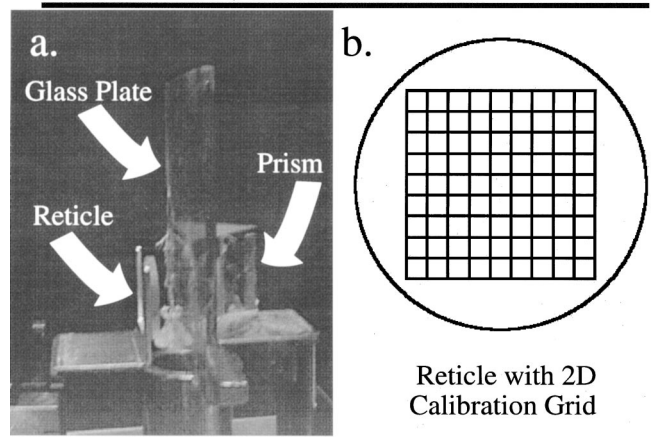 a.
Glass Plate
Prism
Reticle
b.
Reticle with 2D
Calibration Grid